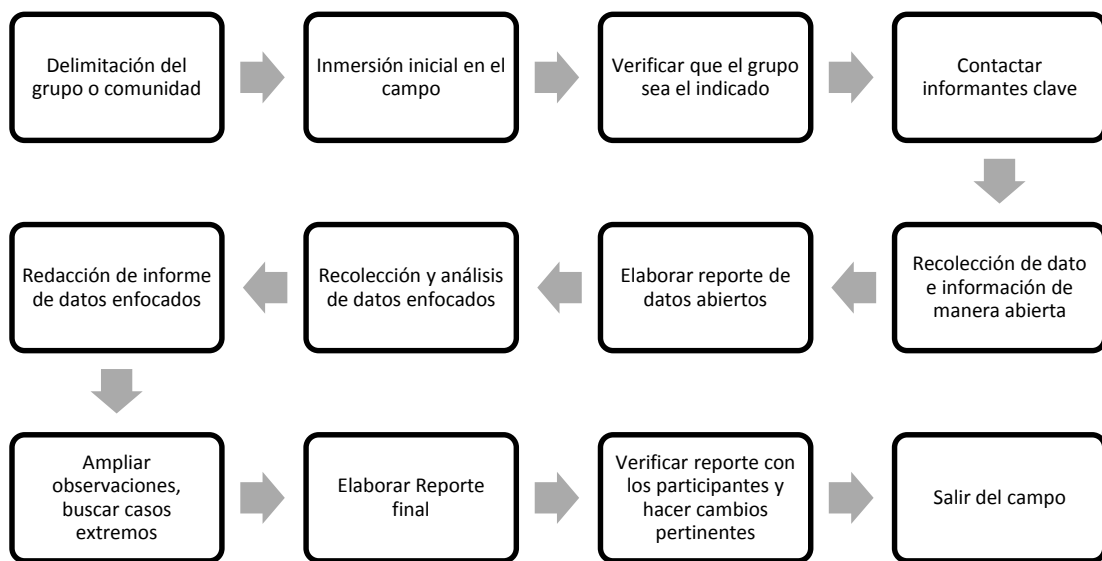 Delimitación del
grupo o comunidad
Inmersión inicial en el
campo
Verificar que el grupo
sea el indicado
Contactar
informantes clave
Recolección de dato
e información de
manera abierta
Elaborar reporte de
datos abiertos
Recolección y análisis
de datos enfocados
Redacción de informe
de datos enfocados
Ampliar
observaciones,
buscar casos
extremos
Elaborar Reporte
final
Verificar reporte con
los participantes y
hacer cambios
pertinentes
Salir del campo